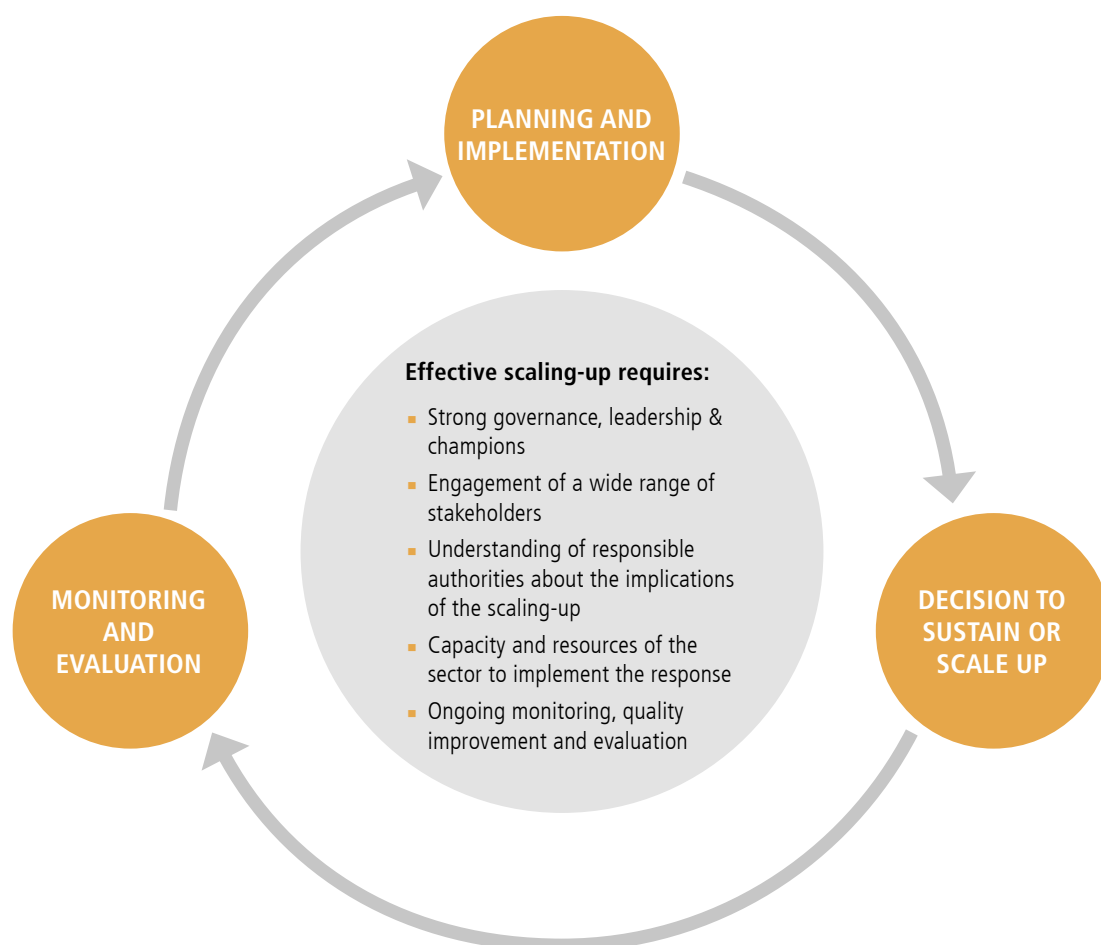 PLANNING AND
IMPLEMENTATION
Effective scaling-up requires:
▪ Strong governance, leadership &
champions
▪ Engagement of a wide range of
stakeholders
▪ Understanding of responsible
authorities about the implications
of the scaling-up
▪ Capacity and resources of the
sector to implement the response
▪ Ongoing monitoring, quality
improvement and evaluation
MONITORING
AND
EVALUATION
DECISION TO
SUSTAIN OR
SCALE UP